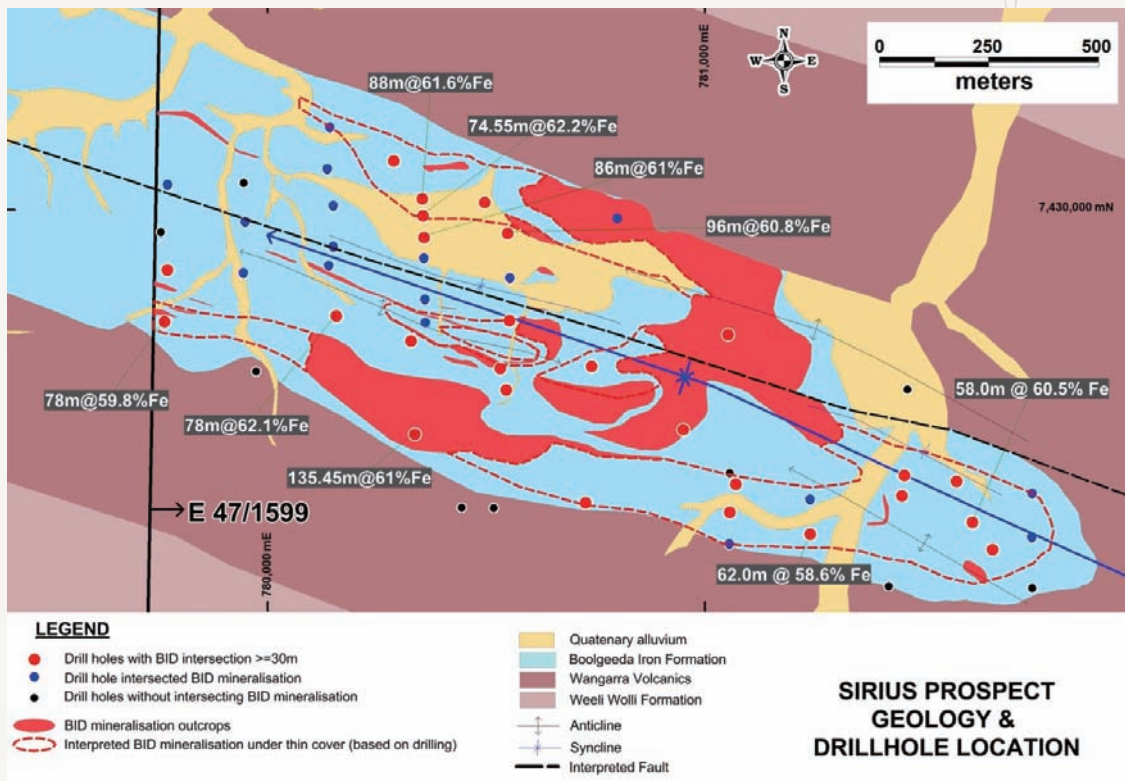 N
W E
S
781,000 mE
0 250 500
meters
88m@61.6%Fe
74.55m@62.2%Fe
86m@61%Fe
7,430,000 mN
96m@60.8%Fe
78m@59.8%Fe
78m@62.1%Fe
58.0m @ 60.5% Fe
135.45m@61%Fe
E 47/1599
780,000 mE
62.0m @ 58.6% Fe
LEGEND
Drill holes with BID intersection >=30m
Drill hole intersected BID mineralisation
Drill holes without intersecting BID mineralisation
BID mineralisation outcrops
Interpreted BID mineralisation under thin cover (based on drilling)
Quatenary alluvium
Boolgeeda Iron Formation
Wangarra Volcanics
Weeli Wolli Formation
Anticline
Syncline
Interpreted Fault
SIRIUS PROSPECT
GEOLOGY &
DRILLHOLE LOCATION